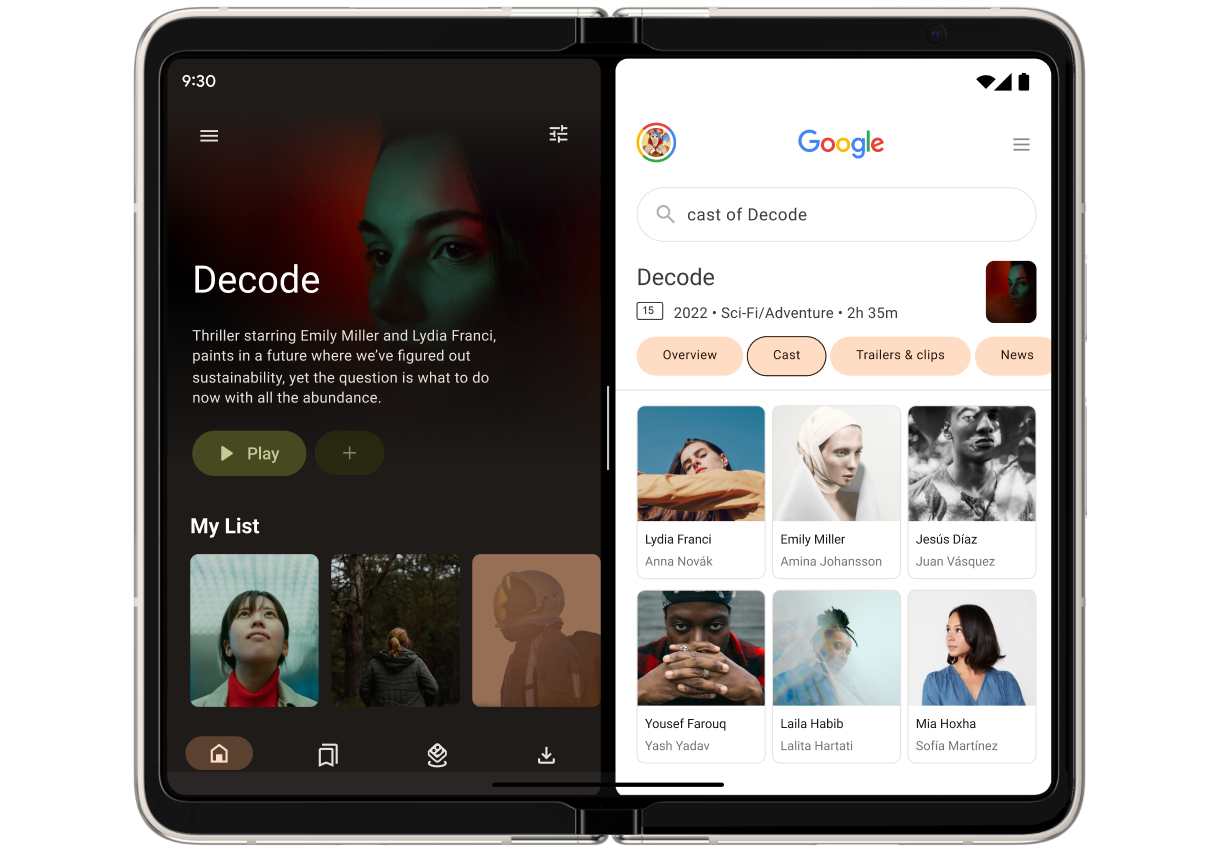 9:30
Decode
Thriller starring Emily Miller and Lydia Franci,
paints in a future where we’ve figured out
sustainability, yet the question is what to do
now with all the abundance.
Play
My List
Google
cast of Decode
Decode
15 2022 • Sci-Fi/Adventure • 2h 35m
Overview Cast Trailers & clips News
Lydia Franci
Anna Novák
Emily Miller
Amina Johansson
Jesús Díaz
Juan Vásquez
Yousef Farouq
Yash Yadav
Laila Habib
Lalita Hartati
Mia Hoxha
Sofía Martínez